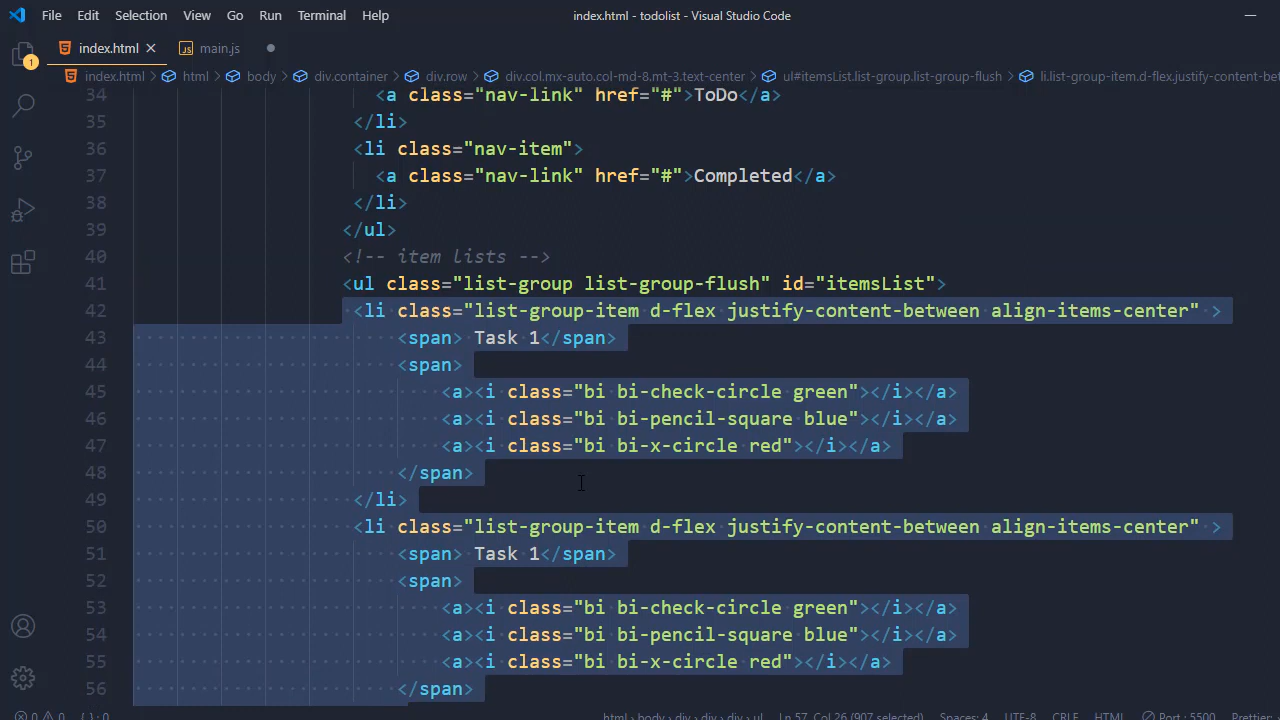 File Edit Selection View Go Run Terminal Help index.html - todolist - Visual Studio Code
index.html main.js
1
index.html > html > body > div.container > div.row > div.col.mx-auto.col-md-8.mt-3.text-center > ul#itemsList.list-group.list-group-flush > li.list-group-item.d-flex.justify-content-bet
34 <a class="nav-link" href="#">ToDo</a>
35 </li>
36 <li class="nav-item">
37 <a class="nav-link" href="#">Completed</a>
38 </li>
39 </ul>
40 <!-- item lists -->
41 <ul class="list-group list-group-flush" id="itemsList">
42 <li class="list-group-item d-flex justify-content-between align-items-center" >
43 <span> Task 1</span>
44 <span>
45 <a><i class="bi bi-check-circle green"></i></a>
46 <a><i class="bi bi-pencil-square blue"></i></a>
47 <a><i class="bi bi-x-circle red"></i></a>
48 </span>
49 </li>
50 <li class="list-group-item d-flex justify-content-between align-items-center" >
51 <span> Task 1</span>
52 <span>
53 <a><i class="bi bi-check-circle green"></i></a>
54 <a><i class="bi bi-pencil-square blue"></i></a>
55 <a><i class="bi bi-x-circle red"></i></a>
56 </span>
0 0 { } : 0 html > body > div > div > div > ul Ln 57, Col 26 (907 selected) Spaces: 4 UTF-8 CRLF HTML Port : 5500 Prettier